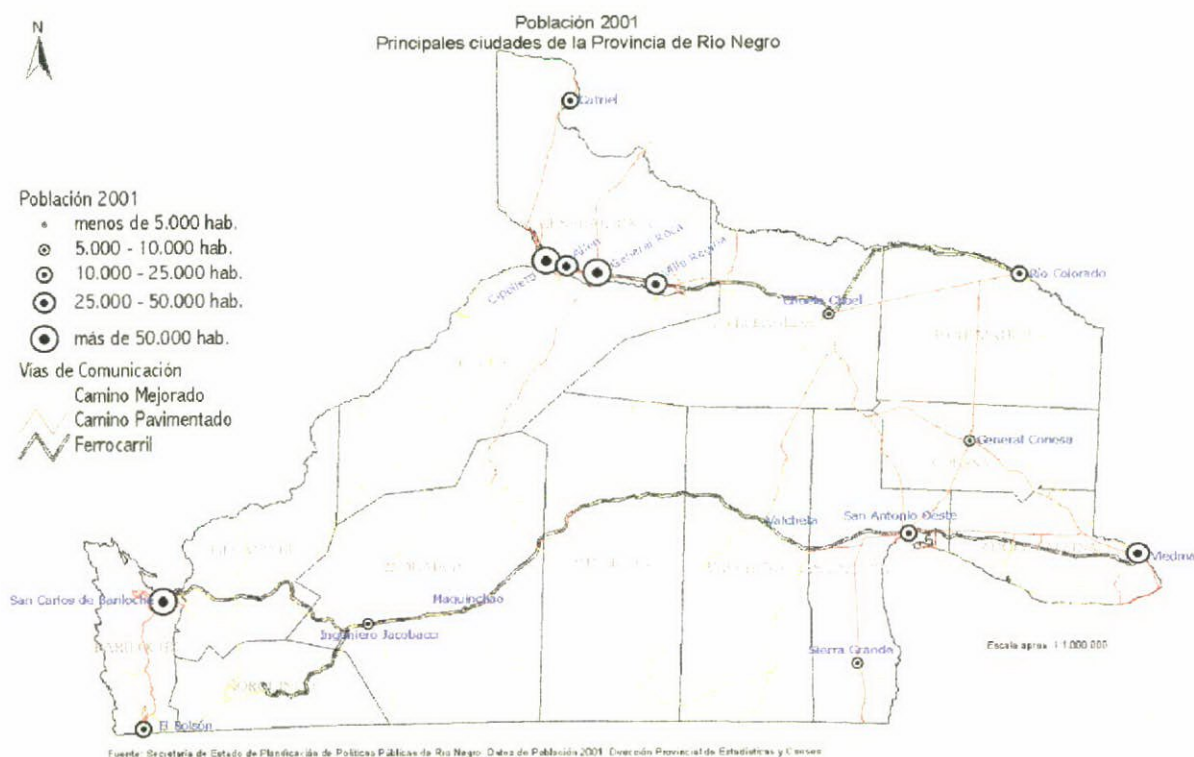 N
Población 2001
Principales ciudades de la Provincia de Río Negro
Catriel
Población 2001
menos de 5.000 hab.
5.000 - 10.000 hab.
10.000 - 25.000 hab.
25.000 - 50.000 hab.
más de 50.000 hab.
Vías de Comunicación
Camino Mejorado
Camino Pavimentado
Ferrocarril
Cipolletti
Allen
General Roca
Villa Regina
Río Colorado
Choele Choel
General Conesa
San Antonio Oeste
Valcheta
Viedma
San Carlos de Bariloche
Maquinchao
Ingeniero Jacobacci
Sierra Grande
Escala aprox. 1:1.000.000
El Bolsón
Fuente: Secretaría de Estado de Planificación de Políticas Públicas de Río Negro. Datos de Población 2001. Dirección Provincial de Estadísticas y Censos